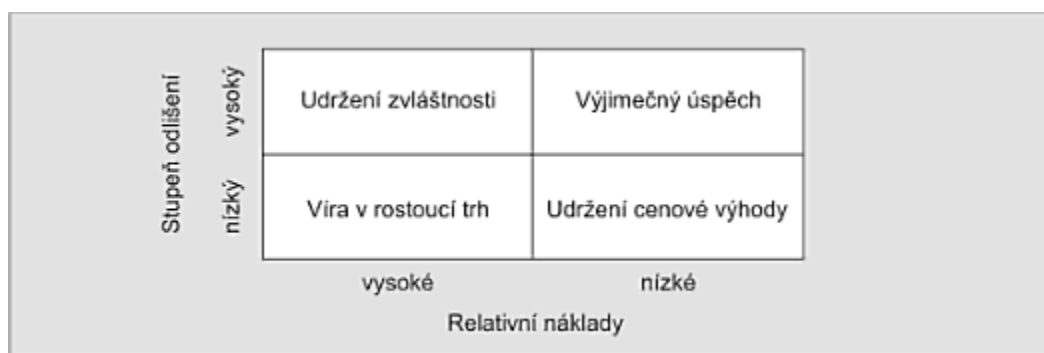 Stupeň odlišení
vysoký
Udržení zvláštnosti
Výjimečný úspěch
nízký
Víra v rostoucí trh
Udržení cenové výhody
vysoké
nízké
Relativní náklady